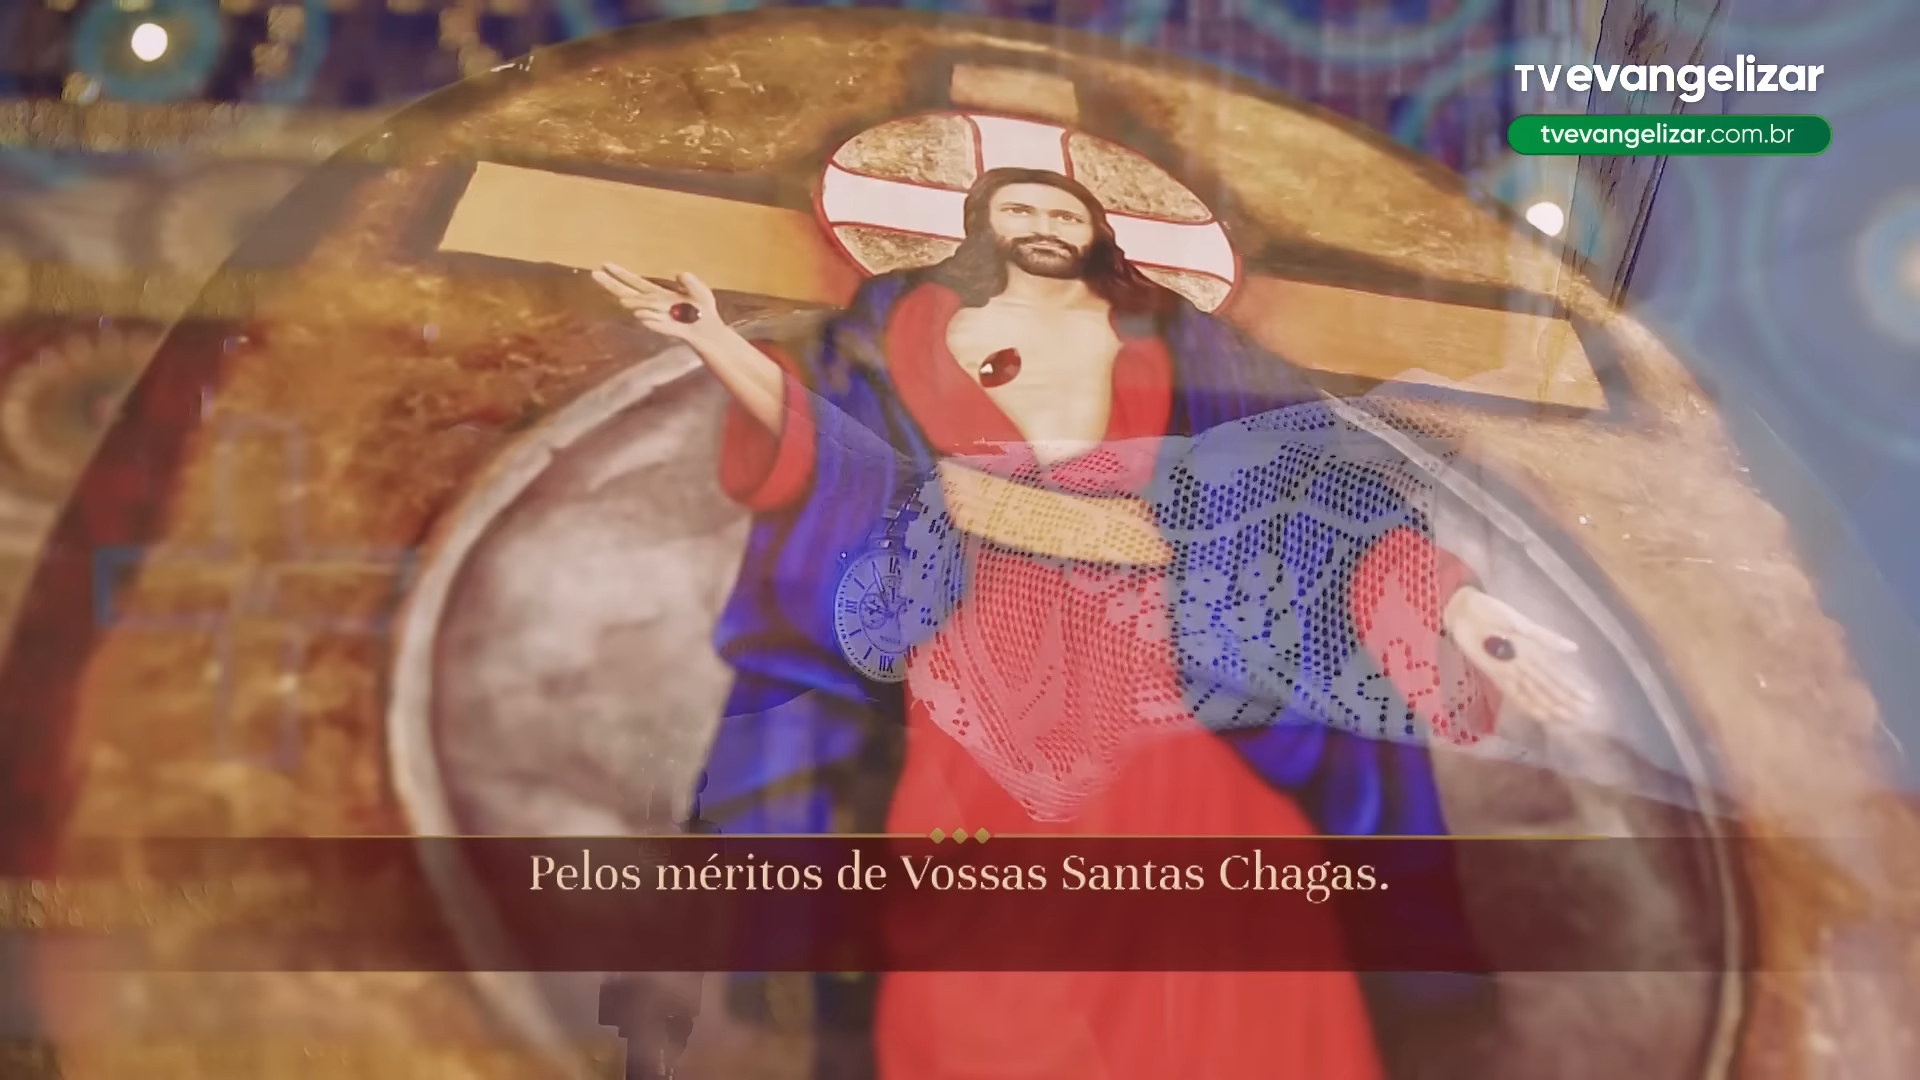 TVevangelizar
tvevangelizar.com.br
Pelos méritos de Vossas Santas Chagas.